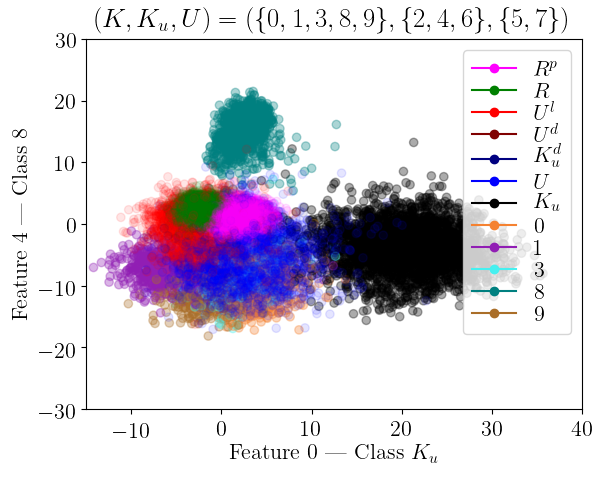 (K, K_u, U) = ({0, 1, 3, 8, 9}, {2, 4, 6}, {5, 7})
30
20
10
0
−10
−20
−30
Feature 4 — Class 8
R^p
R
U^l
U^d
K_u^d
U
K_u
0
1
3
8
9
−10
0
10
20
30
40
Feature 0 — Class K_u